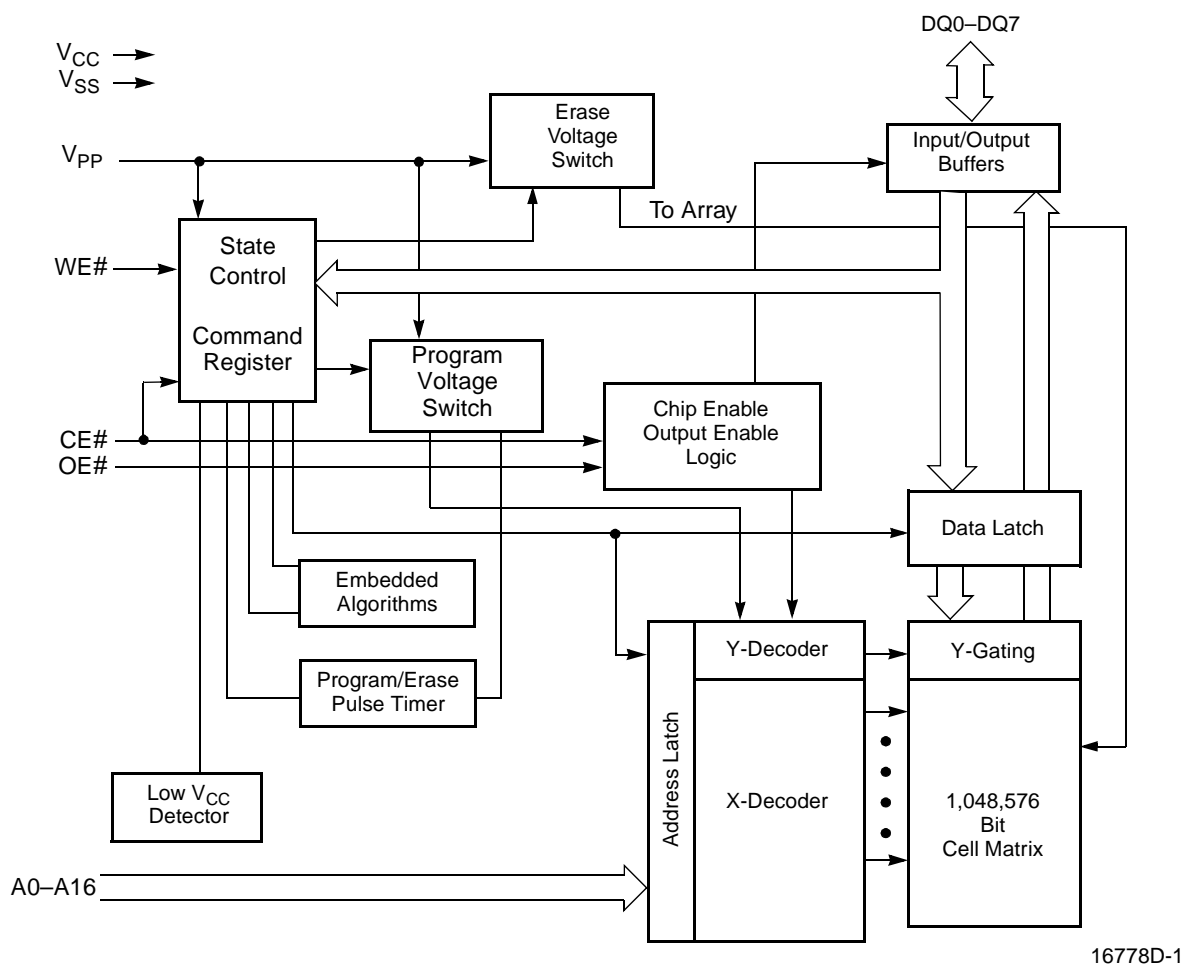 DQ0–DQ7
VCC
VSS
Erase
Voltage
Switch
Input/Output
Buffers
VPP
To Array
State
Control
Command
Register
WE#
Program
Voltage
Switch
Chip Enable
Output Enable
Logic
CE#
OE#
Data Latch
Embedded
Algorithms
Y-Decoder
Y-Gating
Program/Erase
Pulse Timer
Address Latch
Low VCC
Detector
X-Decoder
1,048,576
Bit
Cell Matrix
A0–A16
16778D-1